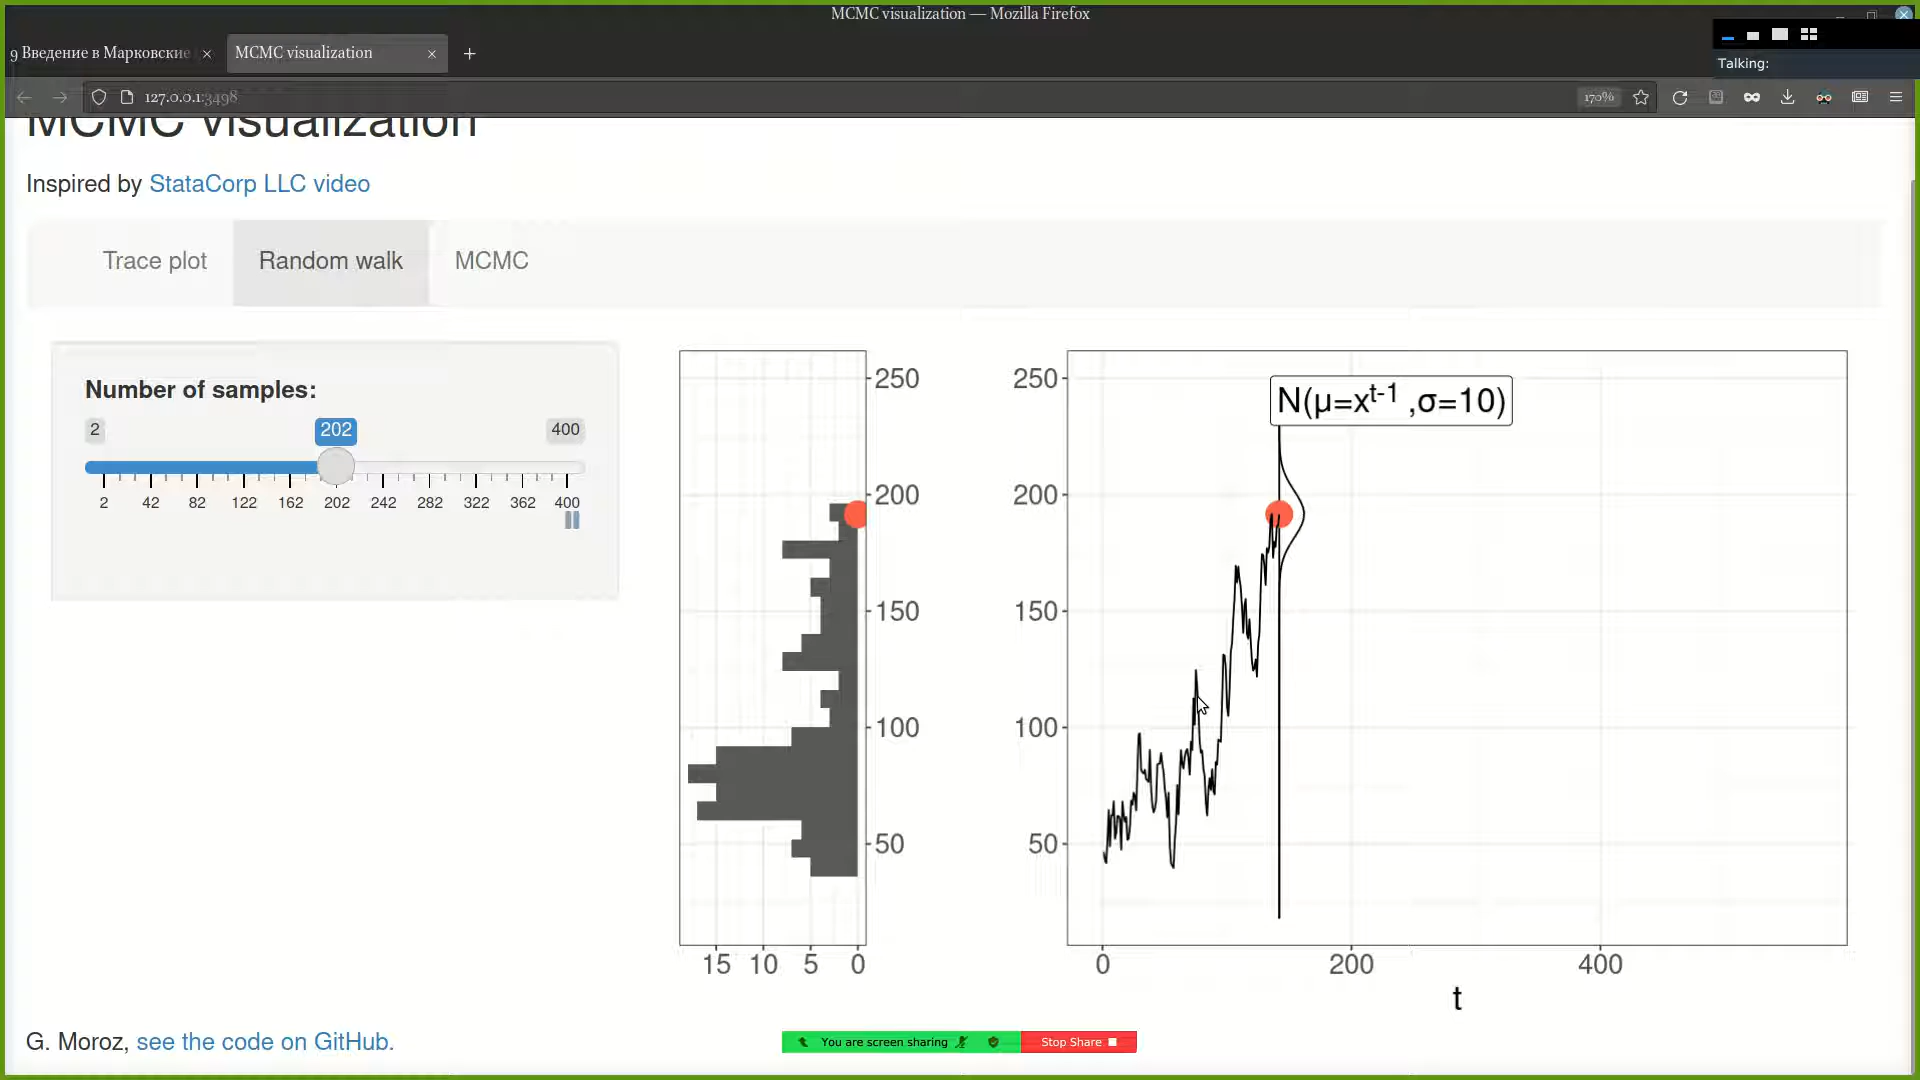 MCMC visualization — Mozilla Firefox
9 Введение в Марковские
MCMC visualization
Talking:
127.0.0.1:3498
170%
MCMC visualization
Inspired by StataCorp LLC video
Trace plot
Random walk
MCMC
Number of samples:
2
202
400
2 42 82 122 162 202 242 282 322 362 400
250
200
150
100
50
15 10 5 0
250
200
150
100
50
N(μ=xᵗ⁻¹ ,σ=10)
0 200 400
t
G. Moroz, see the code on GitHub.
You are screen sharing
Stop Share